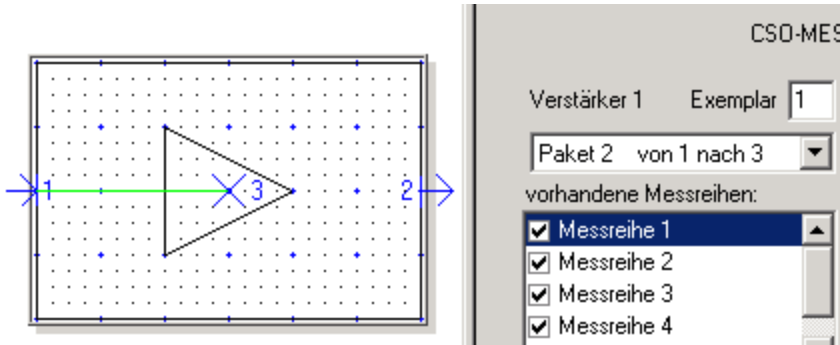 1
3
2
CSO-MES
Verstärker 1 Exemplar 1
Paket 2 von 1 nach 3
vorhandene Messreihen:
Messreihe 1
Messreihe 2
Messreihe 3
Messreihe 4